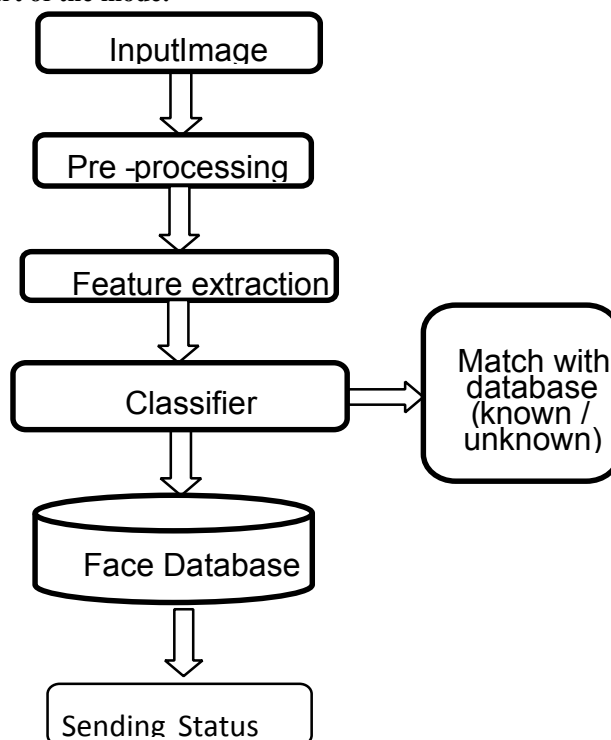 InputImage
Pre -processing
Feature extraction
Classifier
Match with
database
(known /
unknown)
Face Database
Sending Status